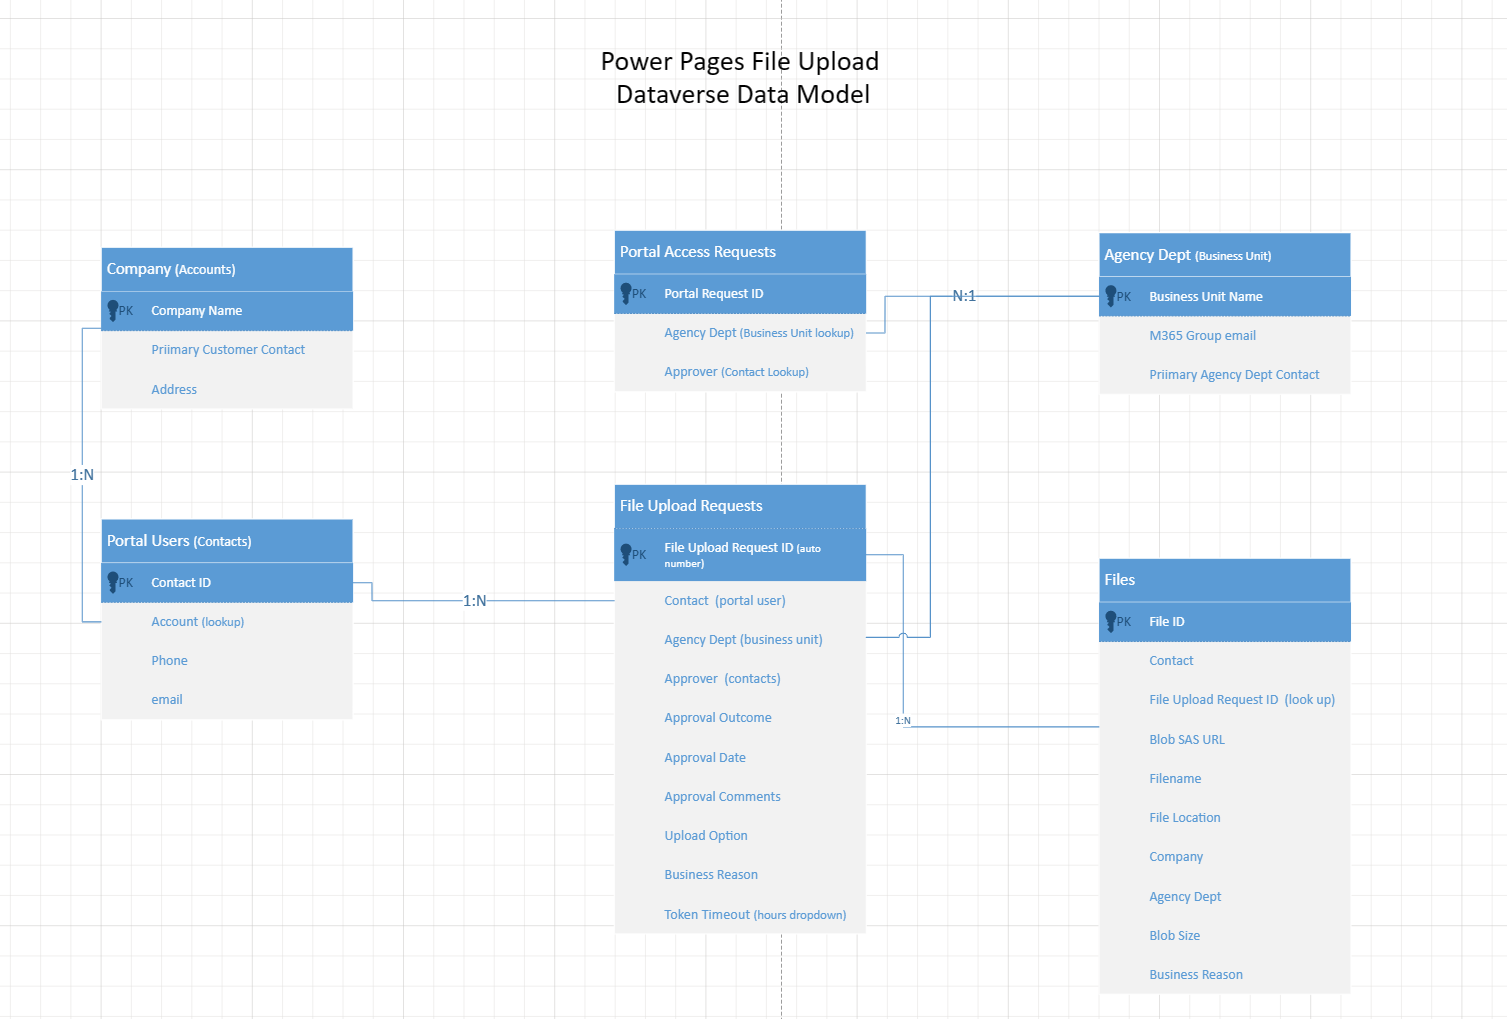 Power Pages File Upload
Dataverse Data Model
Company (Accounts)
PK Company Name
Priimary Customer Contact
Address
1:N
Portal Users (Contacts)
PK Contact ID
Account (lookup)
Phone
email
1:N
Portal Access Requests
PK Portal Request ID
Agency Dept (Business Unit lookup)
Approver (Contact Lookup)
N:1
File Upload Requests
PK File Upload Request ID (auto
number)
Contact (portal user)
Agency Dept (business unit)
Approver (contacts)
Approval Outcome
Approval Date
Approval Comments
Upload Option
Business Reason
Token Timeout (hours dropdown)
1:N
Agency Dept (Business Unit)
PK Business Unit Name
M365 Group email
Priimary Agency Dept Contact
Files
PK File ID
Contact
File Upload Request ID (look up)
Blob SAS URL
Filename
File Location
Company
Agency Dept
Blob Size
Business Reason